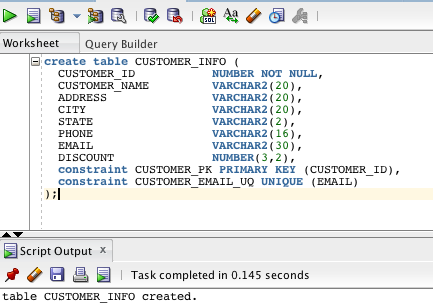 SQL
Aa
Worksheet Query Builder
create table CUSTOMER_INFO (
CUSTOMER_ID NUMBER NOT NULL,
CUSTOMER_NAME VARCHAR2(20),
ADDRESS VARCHAR2(20),
CITY VARCHAR2(20),
STATE VARCHAR2(2),
PHONE VARCHAR2(16),
EMAIL VARCHAR2(30),
DISCOUNT NUMBER(3,2),
constraint CUSTOMER_PK PRIMARY KEY (CUSTOMER_ID),
constraint CUSTOMER_EMAIL_UQ UNIQUE (EMAIL)
);
Script Output x
Task completed in 0.145 seconds
table CUSTOMER_INFO created.